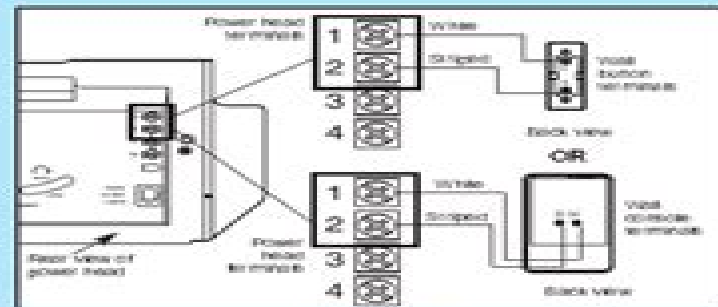 Power head
terminals
1
2
3
4
White
Striped
Wall
button
terminals
Back view
OR
1
2
3
4
White
Striped
Wall
console
terminals
Back view
Power
head
terminals
Rear view of
power head